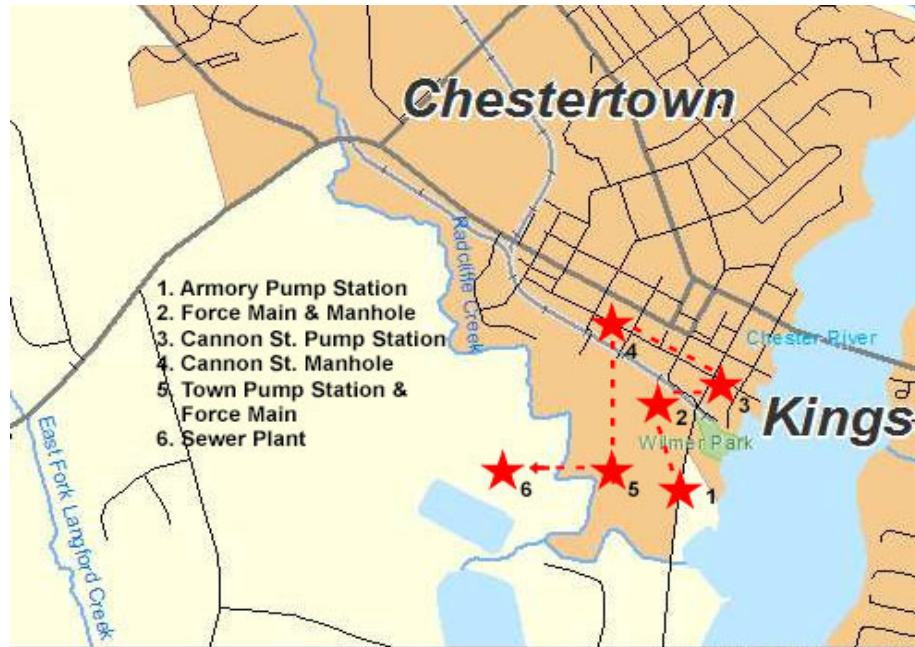 Chestertown
Radcliffe Creek
1. Armory Pump Station
2. Force Main & Manhole
3. Cannon St. Pump Station
4. Cannon St. Manhole
5. Town Pump Station &
Force Main
6. Sewer Plant
4
Chester River
3
2
Kings
Wilmer Park
East Fork Langford Creek
6
5
1